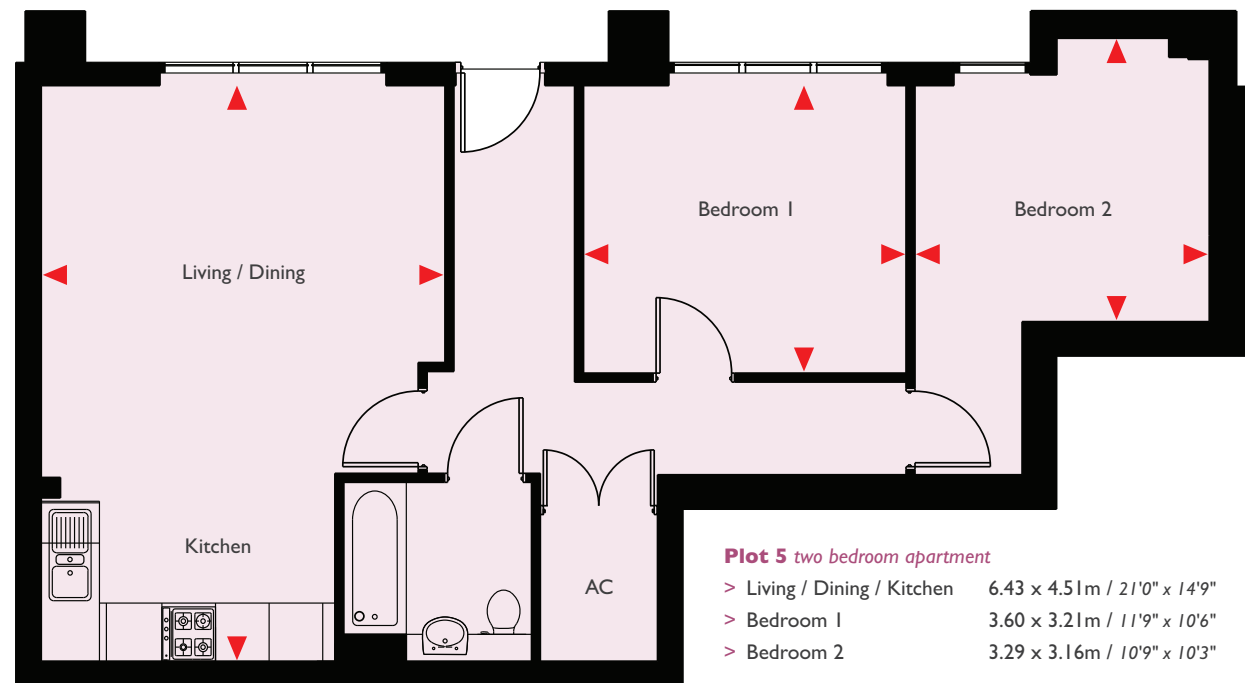 Bedroom 1
Bedroom 2
Living / Dining
Kitchen
AC
Plot 5 two bedroom apartment
> Living / Dining / Kitchen 6.43 x 4.51m / 21'0" x 14'9"
> Bedroom 1 3.60 x 3.21m / 11'9" x 10'6"
> Bedroom 2 3.29 x 3.16m / 10'9" x 10'3"